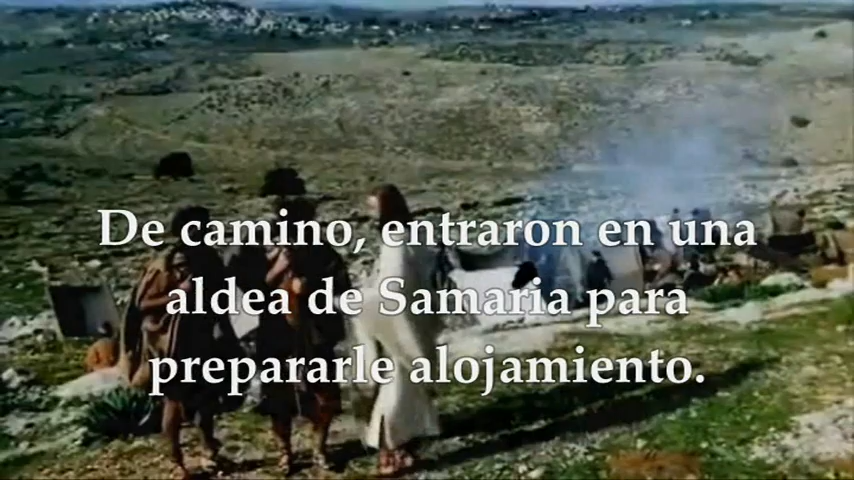 De camino, entraron en una
aldea de Samaria para
prepararle alojamiento.